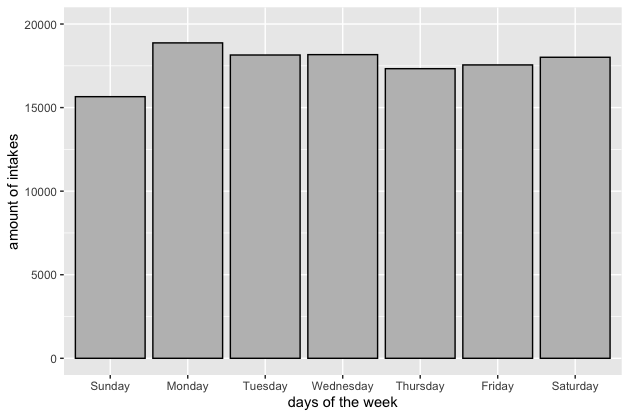 20000
15000
10000
5000
0
amount of intakes
Sunday Monday Tuesday Wednesday Thursday Friday Saturday
days of the week